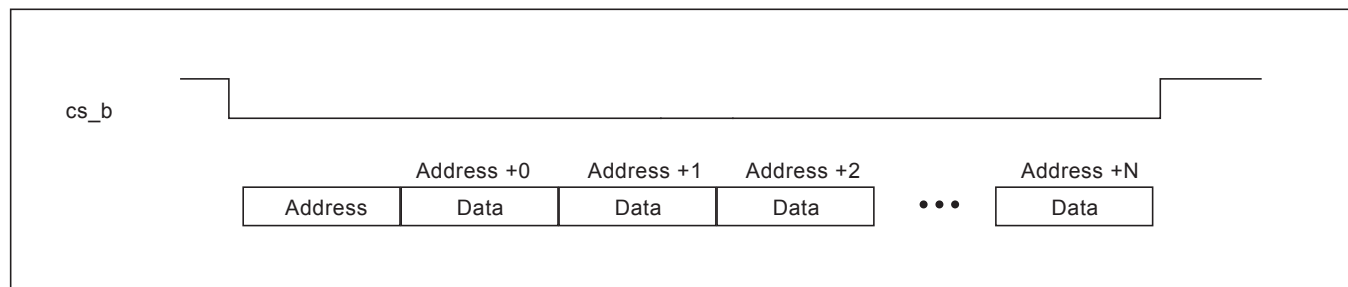 cs_b
Address +0 Address +1 Address +2 Address +N
Address Data Data Data ••• Data